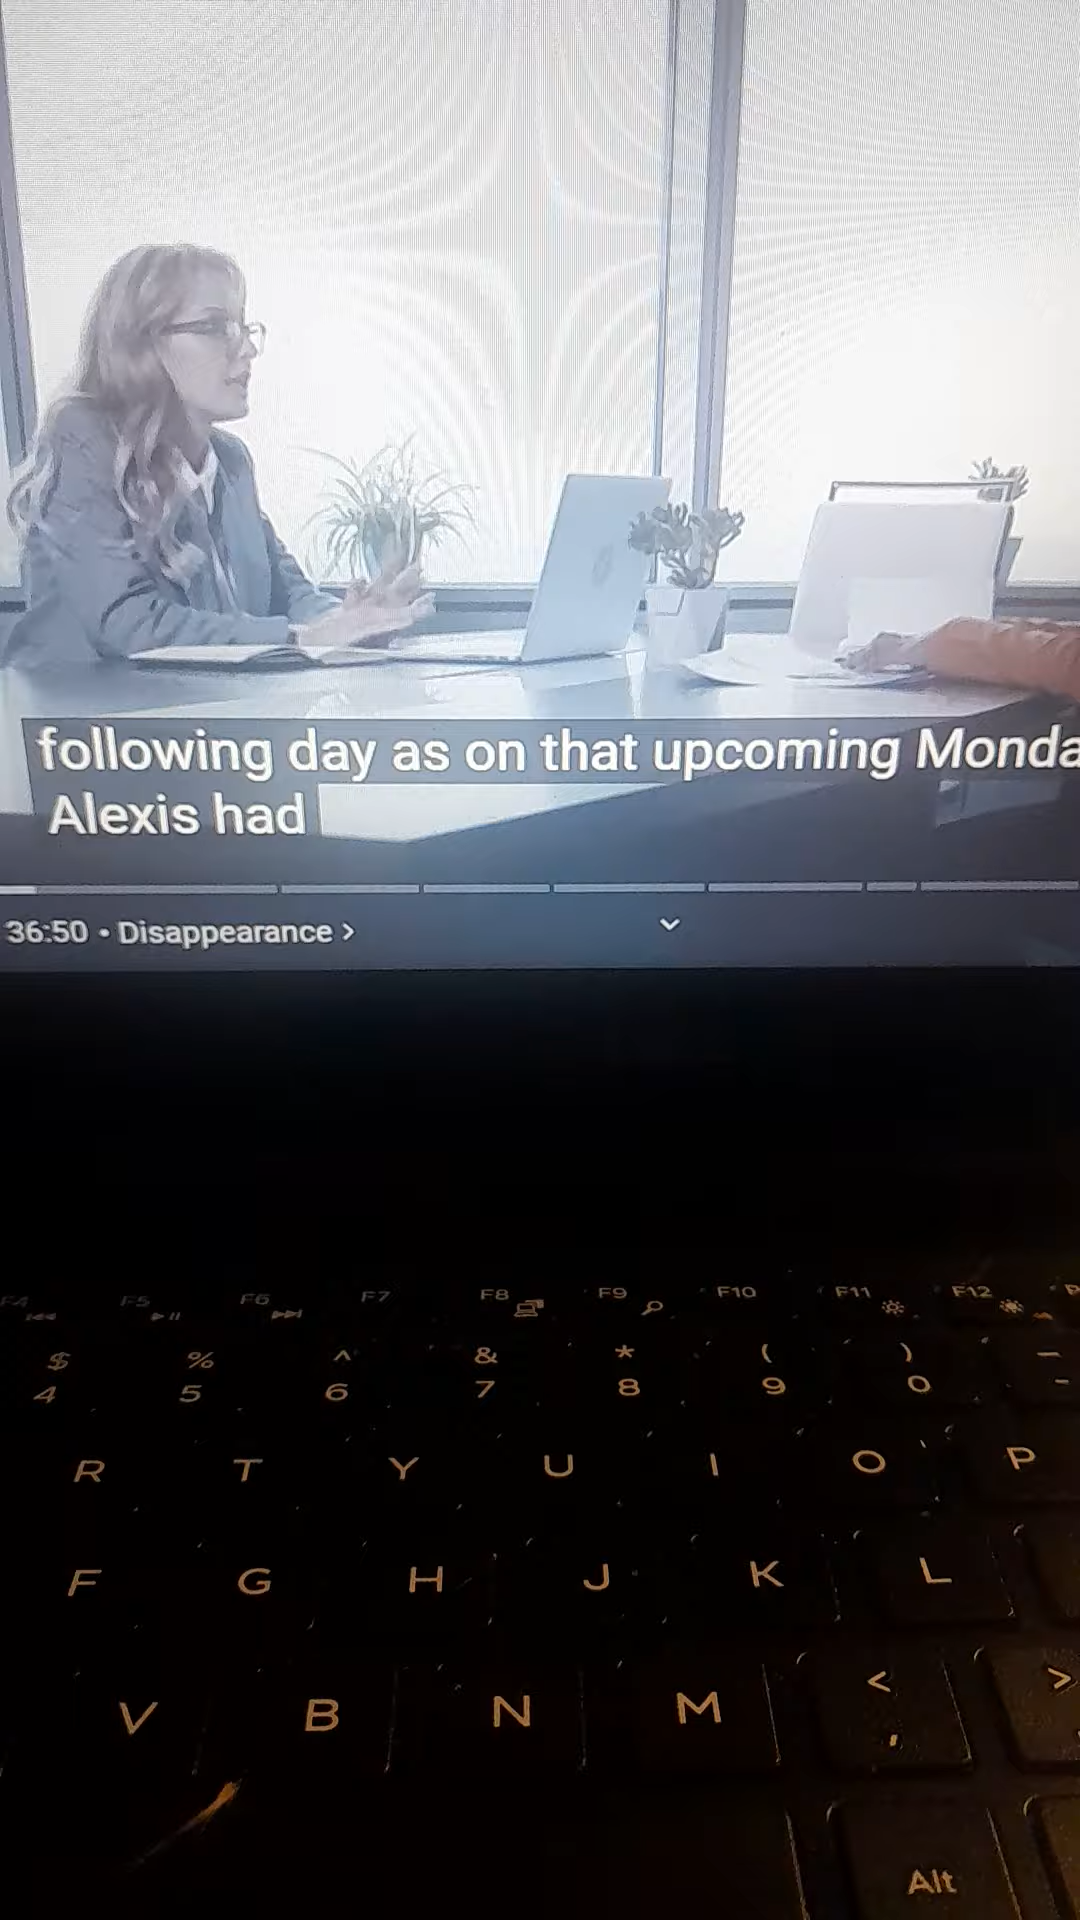 following day as on that upcoming Monda
Alexis had
36:50 • Disappearance >
F4 F5 F6 F7 F8 F9 F10 F11 F12
$ % ^ & * ( ) —
4 5 6 7 8 9 0 -
R T Y U I O P
F G H J K L
V B N M < >
,
Alt